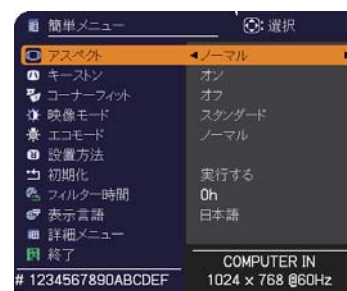 簡単メニュー :選択
アスペクト ノーマル
キーストン オン
コーナーフィット オフ
映像モード スタンダード
エコモード ノーマル
設置方法
初期化 実行する
フィルター時間 0h
表示言語 日本語
詳細メニュー
終了
COMPUTER IN
# 1234567890ABCDEF 1024 × 768 @60Hz